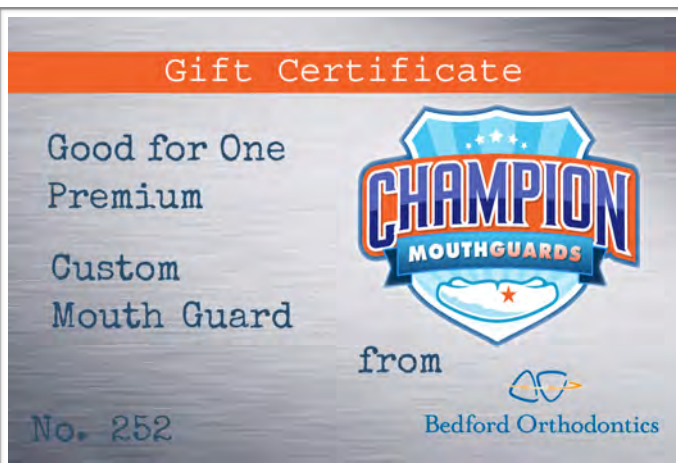 Gift Certificate
Good for One
Premium
Custom
Mouth Guard
CHAMPION
MOUTHGUARDS
from
Bedford Orthodontics
No. 252